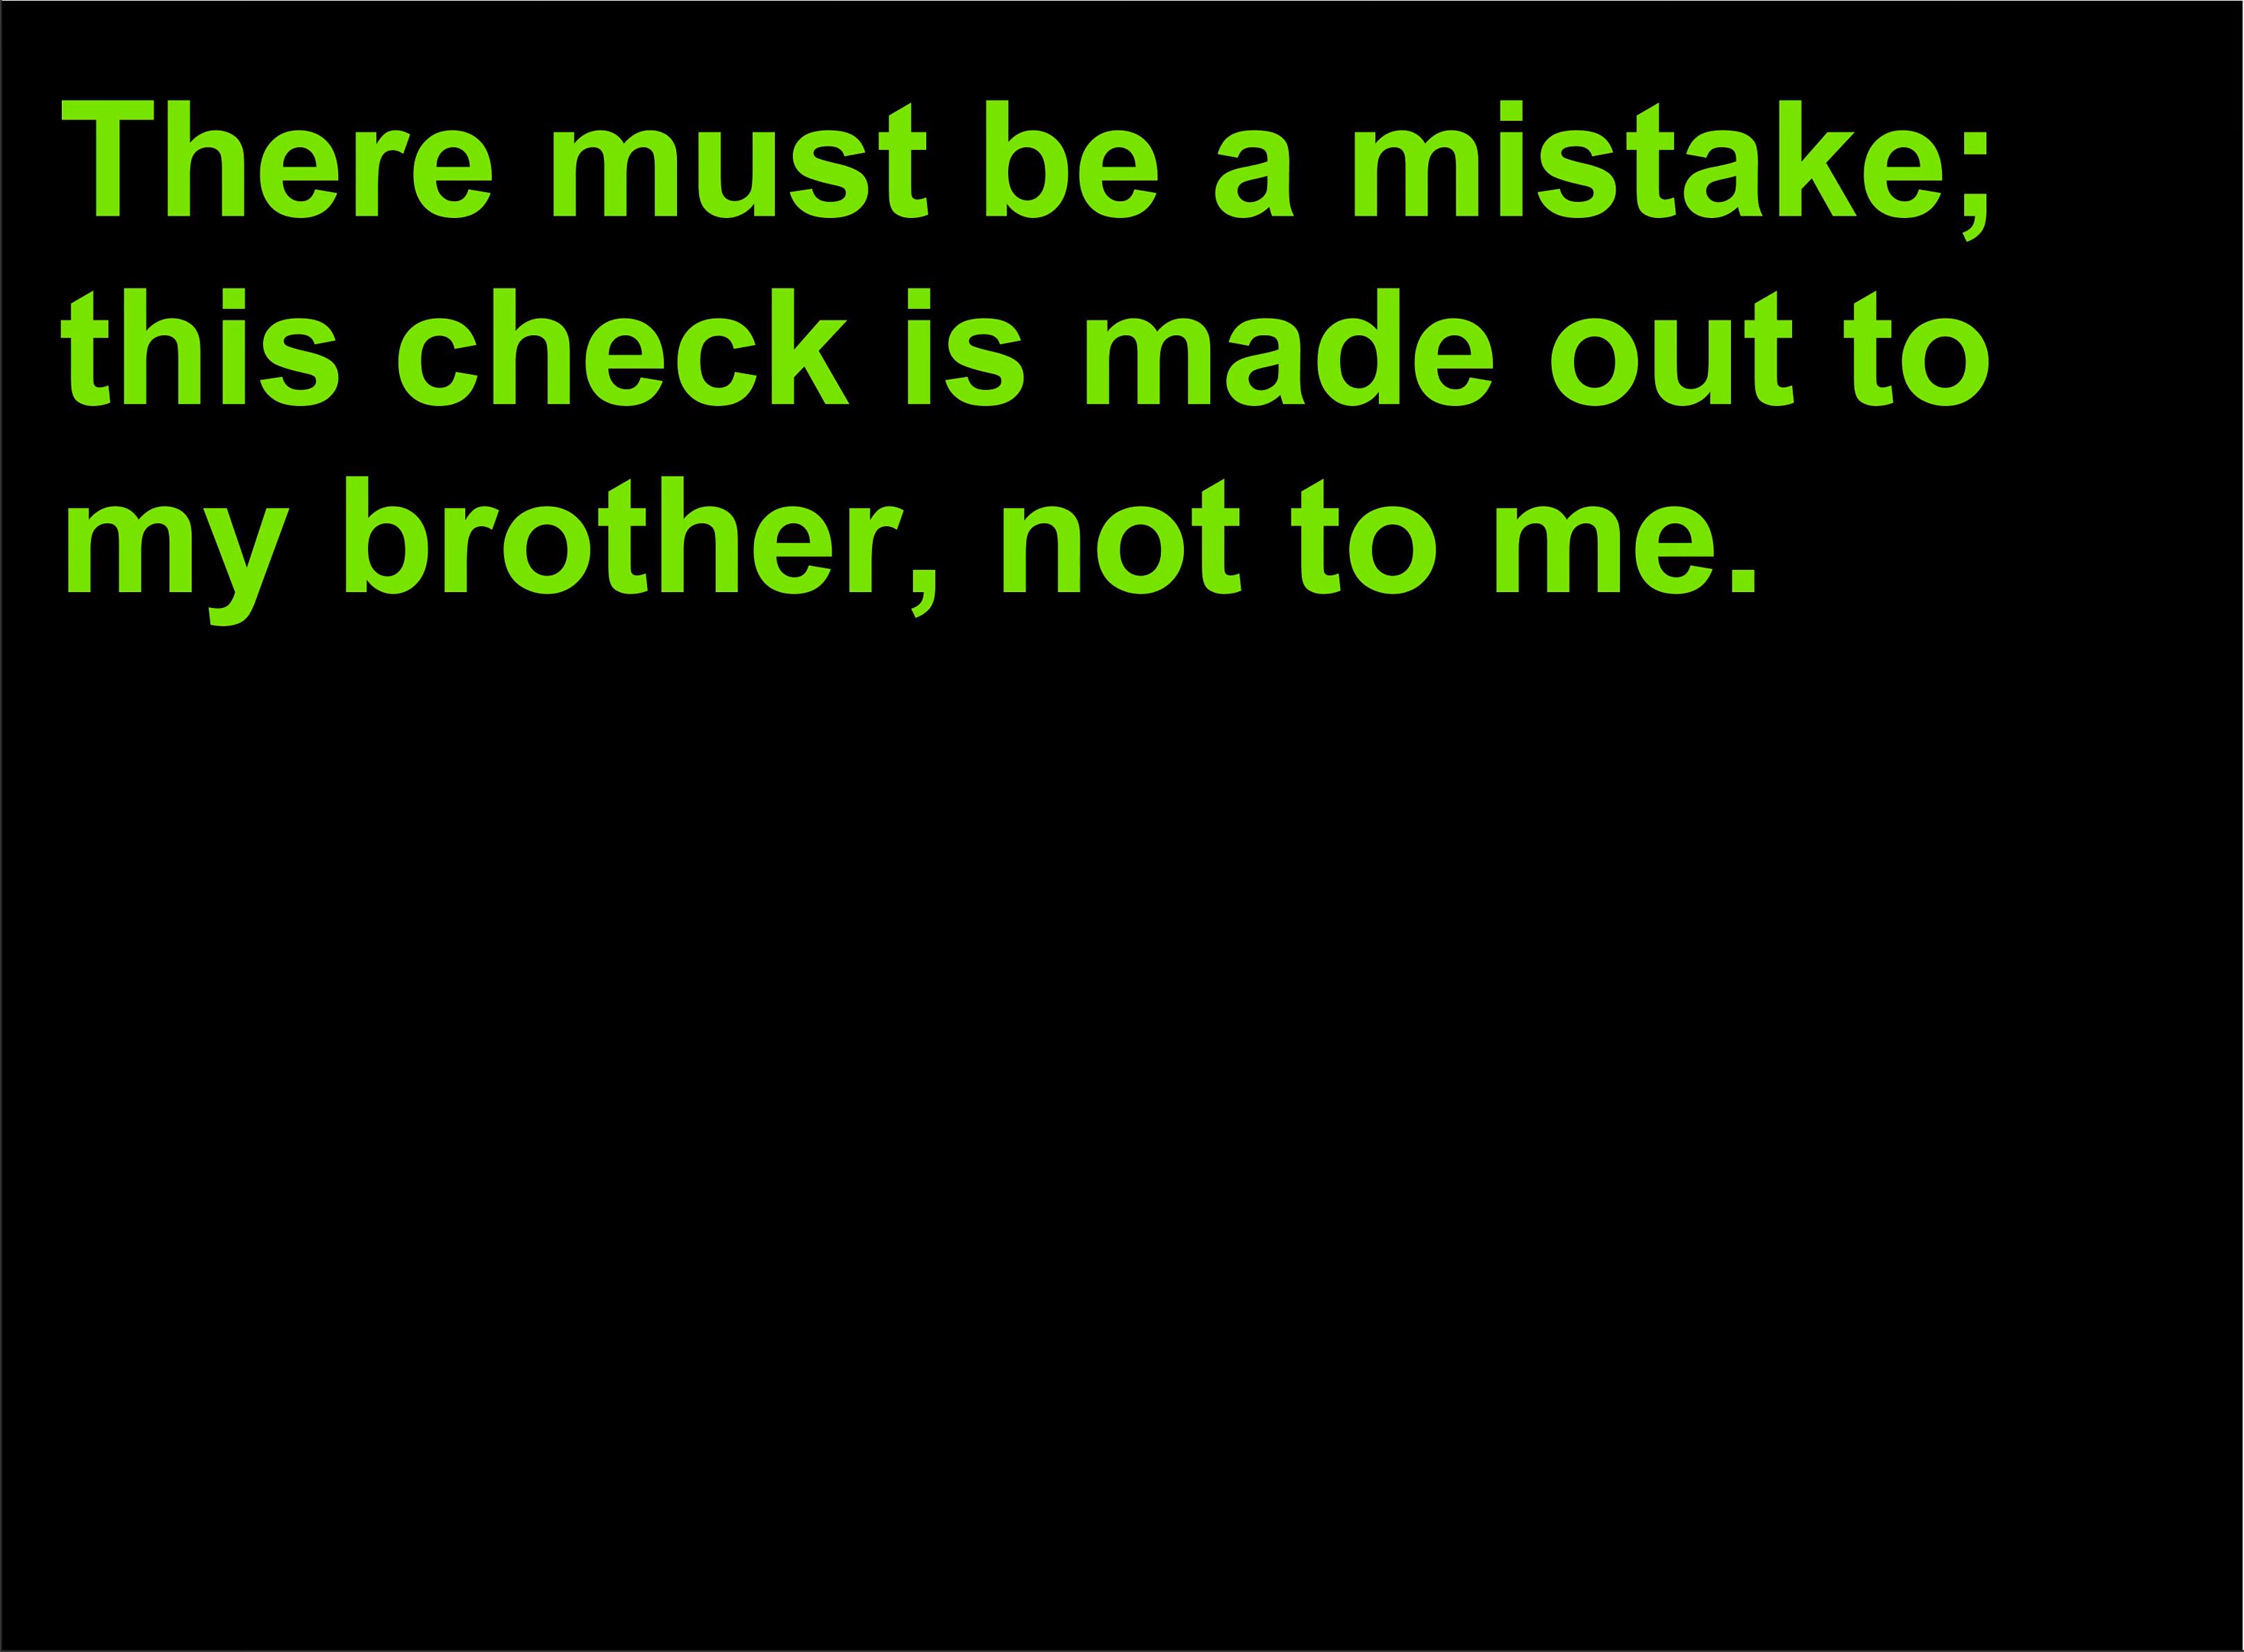 There must be a mistake;
this check is made out to
my brother, not to me.